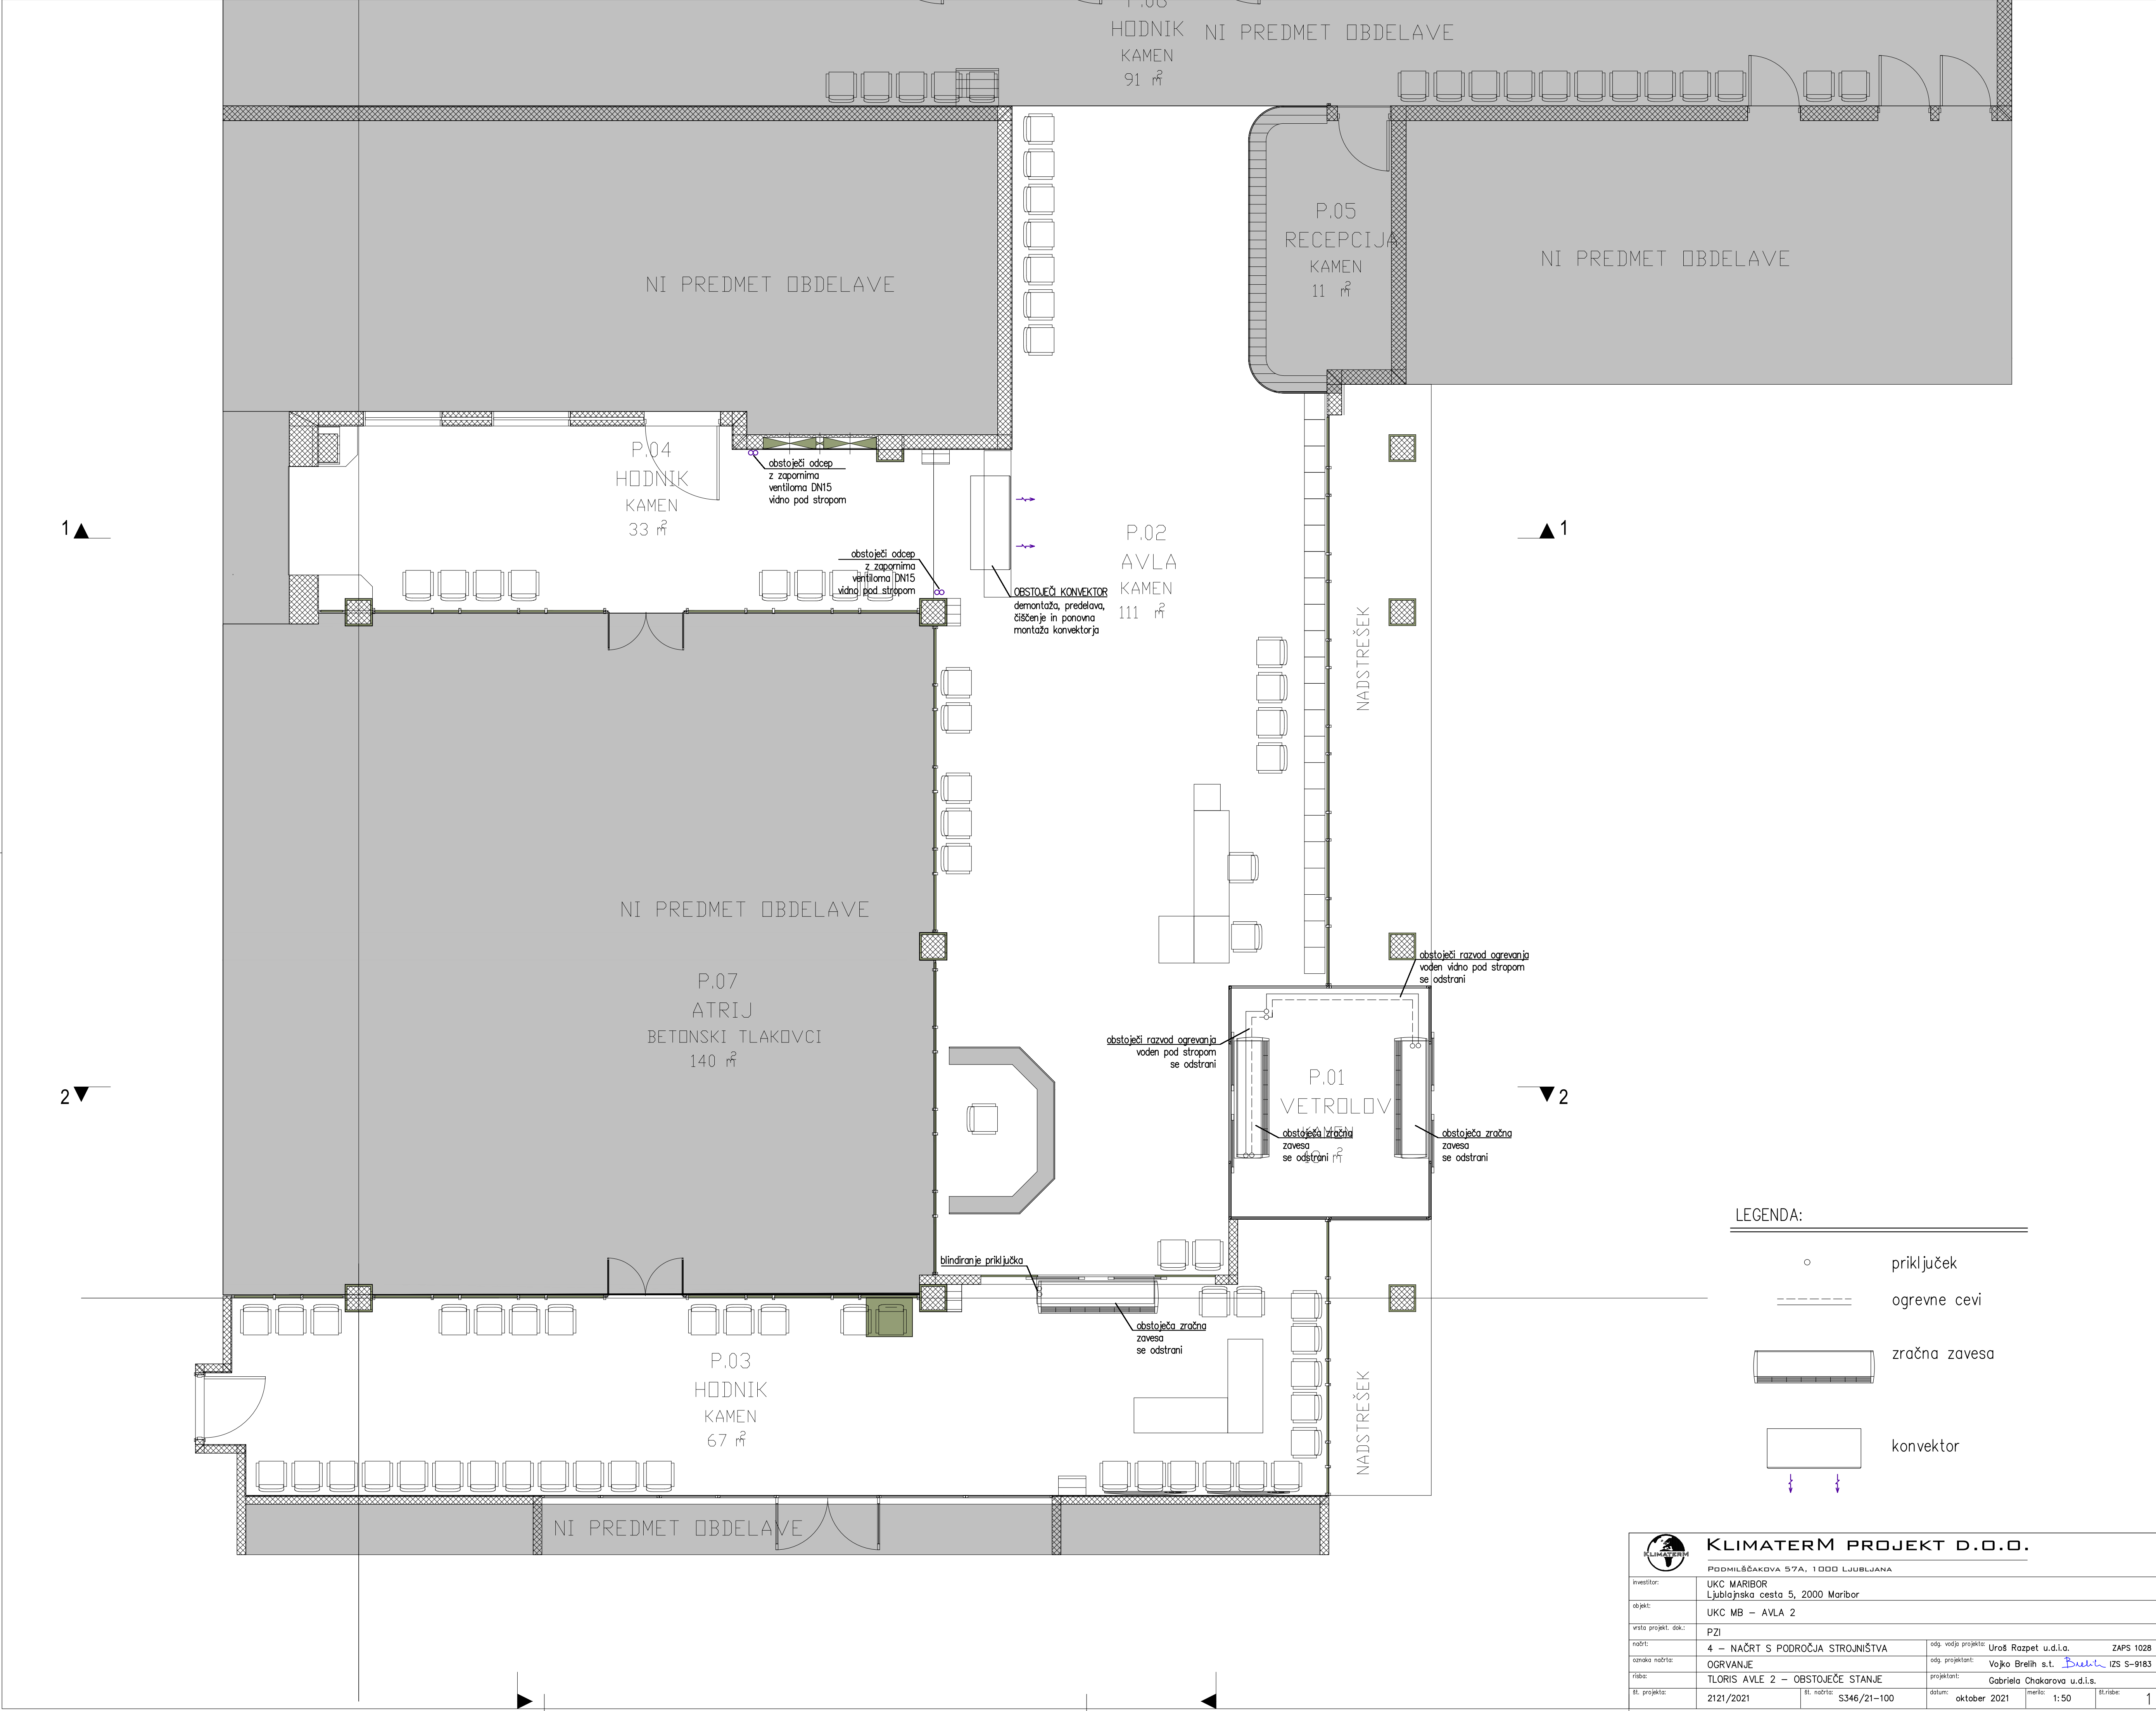 P.06
HODNIK
NI PREDMET OBDELAVE
KAMEN
91 m²
P.05
RECEPCIJA
KAMEN
11 m²
NI PREDMET OBDELAVE
NI PREDMET OBDELAVE
P.04
HODNIK
KAMEN
33 m²
obstoječi odcep
z zapornima
ventiloma DN15
vidno pod stropom
1
1
P.02
AVLA
KAMEN
111 m²
obstoječi odcep
z zapornima
ventiloma DN15
vidno pod stropom
OBSTOJEČI KONVEKTOR
demontaža, predelava,
čiščenje in ponovna
montaža konvektorja
NADSTREŠEK
NI PREDMET OBDELAVE
P.07
ATRIJ
BETONSKI TLAKOVCI
140 m²
obstoječi razvod ogrevanja
voden vidno pod stropom
se odstrani
obstoječi razvod ogrevanja
voden pod stropom
se odstrani
2
2
P.01
VETROLOV
KAMEN
m²
obstoječa zračna
zavesa
se odstrani
obstoječa zračna
zavesa
se odstrani
blindiranje priključka
obstoječa zračna
zavesa
se odstrani
P.03
HODNIK
KAMEN
67 m²
NADSTREŠEK
NI PREDMET OBDELAVE
LEGENDA:
priključek
ogrevne cevi
zračna zavesa
konvektor
KLIMATERM
KLIMATERM PROJEKT D.O.O.
PODMILŠČAKOVA 57A, 1000 LJUBLJANA
investitor:
UKC MARIBOR
Ljubljanska cesta 5, 2000 Maribor
objekt:
UKC MB – AVLA 2
vrsta projekt. dok.:
PZI
načrt:
4 – NAČRT S PODROČJA STROJNIŠTVA
odg. vodja projekta: Uroš Razpet u.d.i.a. ZAPS 1028
oznaka načrta:
OGRVANJE
odg. projektant: Vojko Brelih s.t. Brelih IZS S-9183
risba:
TLORIS AVLE 2 – OBSTOJEČE STANJE
projektant: Gabriela Chakarova u.d.i.s.
št. projekta:
2121/2021
št. načrta: S346/21-100
datum: oktober 2021
merilo: 1:50
št.risbe: 1